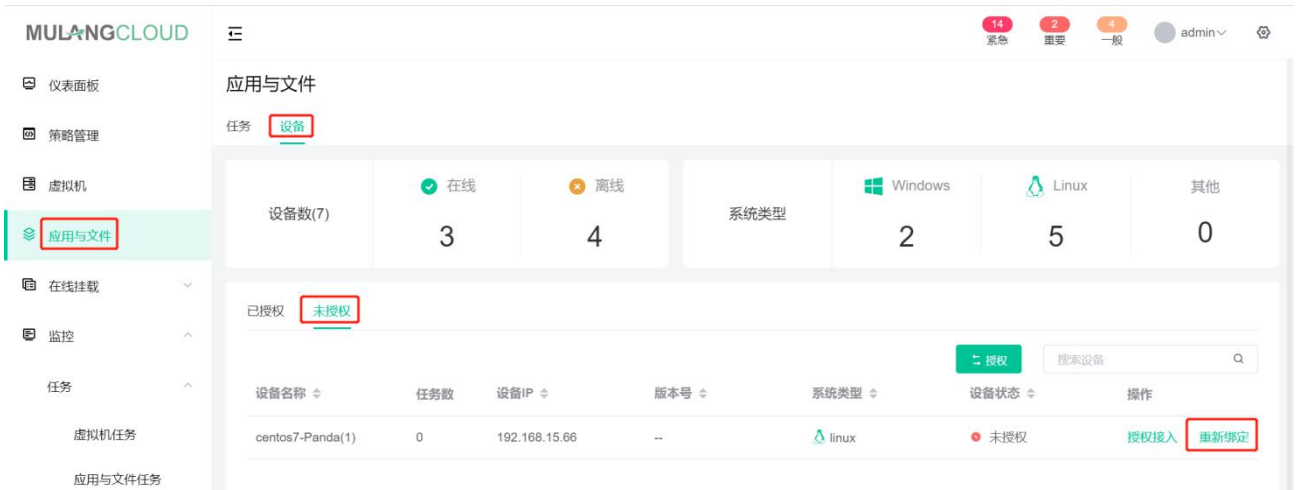 MULANGCLOUD
14 2 4
紧急 重要 一般 admin
仪表面板
策略管理
虚拟机
应用与文件
在线挂载
监控
任务
虚拟机任务
应用与文件任务
应用与文件
任务 设备
设备数(7) 在线 离线
3 4
系统类型 Windows Linux 其他
2 5 0
已授权 未授权
授权 搜索设备
设备名称 任务数 设备IP 版本号 系统类型 设备状态 操作
centos7-Panda(1) 0 192.168.15.66 -- linux 未授权 授权接入 重新绑定